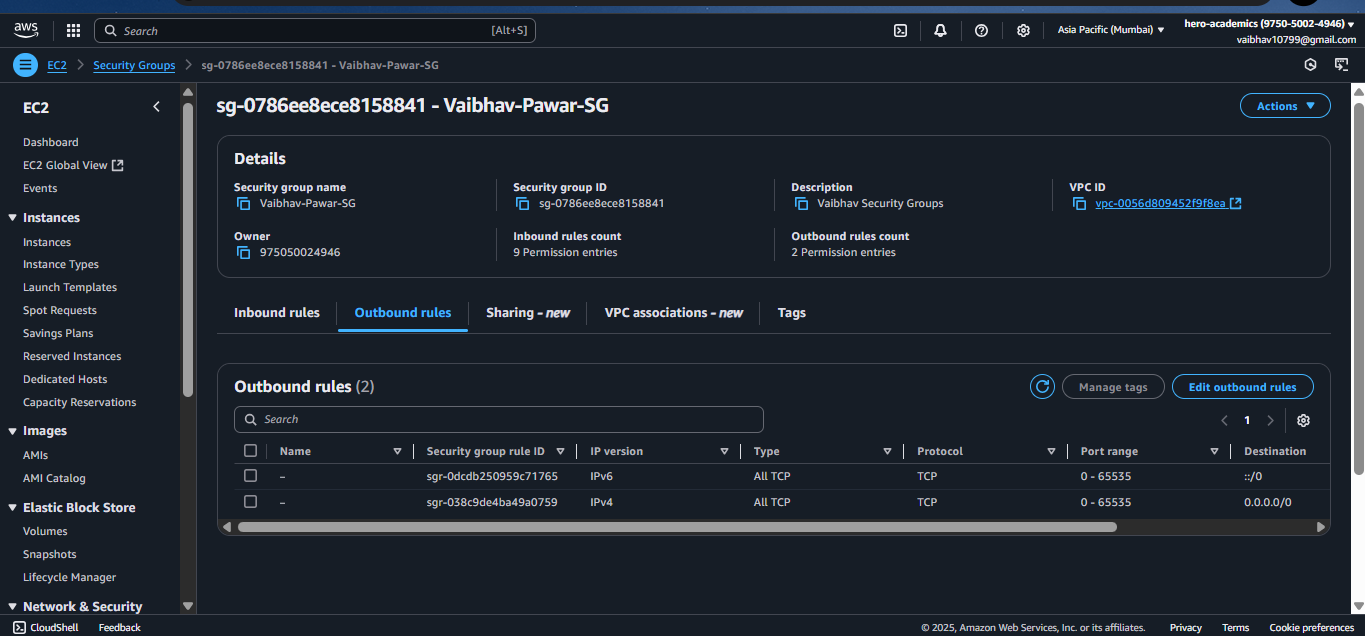 aws
Search [Alt+S]
Asia Pacific (Mumbai)
hero-academics (9750-5002-4946)
vaibhav10799@gmail.com
EC2 > Security Groups > sg-0786ee8ece8158841 - Vaibhav-Pawar-SG
EC2
Dashboard
EC2 Global View
Events
Instances
Instances
Instance Types
Launch Templates
Spot Requests
Savings Plans
Reserved Instances
Dedicated Hosts
Capacity Reservations
Images
AMIs
AMI Catalog
Elastic Block Store
Volumes
Snapshots
Lifecycle Manager
Network & Security
sg-0786ee8ece8158841 - Vaibhav-Pawar-SG
Actions
Details
Security group name
Vaibhav-Pawar-SG
Security group ID
sg-0786ee8ece8158841
Description
Vaibhav Security Groups
VPC ID
vpc-0056d809452f9f8ea
Owner
975050024946
Inbound rules count
9 Permission entries
Outbound rules count
2 Permission entries
Inbound rules Outbound rules Sharing - new VPC associations - new Tags
Outbound rules (2)
Manage tags Edit outbound rules
Search
1
Name Security group rule ID IP version Type Protocol Port range Destination
– sgr-0dcdb250959c71765 IPv6 All TCP TCP 0 - 65535 ::/0
– sgr-038c9de4ba49a0759 IPv4 All TCP TCP 0 - 65535 0.0.0.0/0
CloudShell Feedback © 2025, Amazon Web Services, Inc. or its affiliates. Privacy Terms Cookie preferences